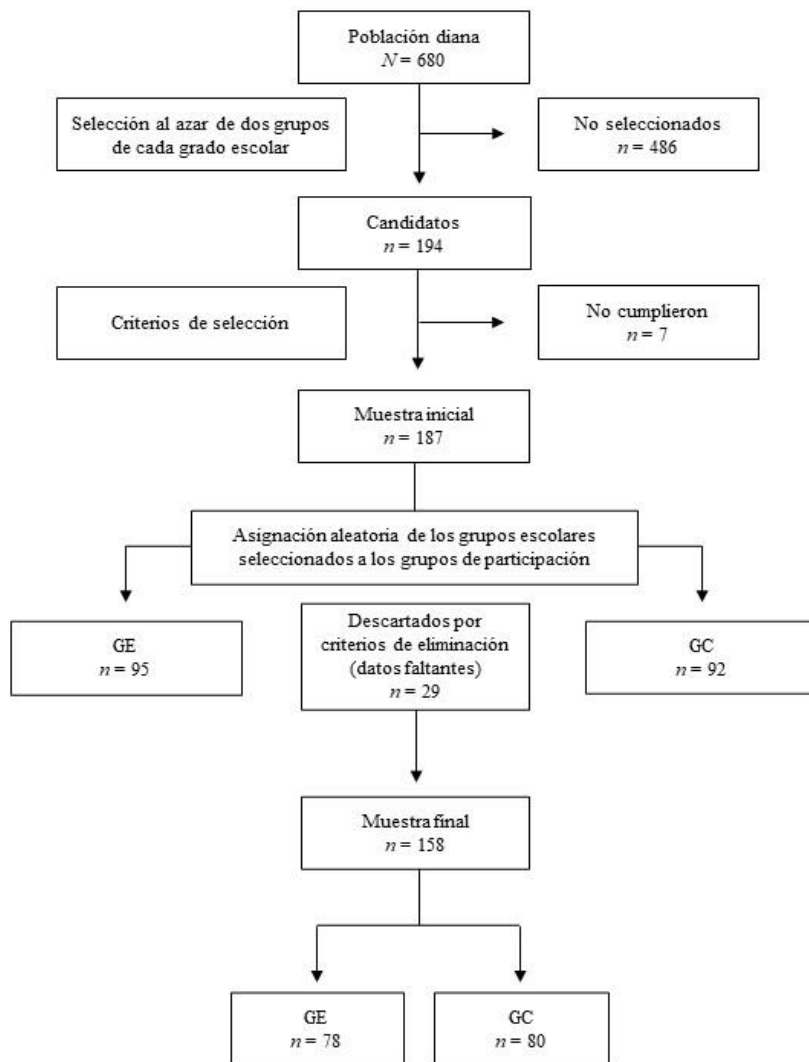 Población diana
N = 680
Selección al azar de dos grupos
de cada grado escolar
No seleccionados
n = 486
Candidatos
n = 194
Criterios de selección
No cumplieron
n = 7
Muestra inicial
n = 187
Asignación aleatoria de los grupos escolares
seleccionados a los grupos de participación
GE
n = 95
Descartados por
criterios de eliminación
(datos faltantes)
n = 29
GC
n = 92
Muestra final
n = 158
GE
n = 78
GC
n = 80